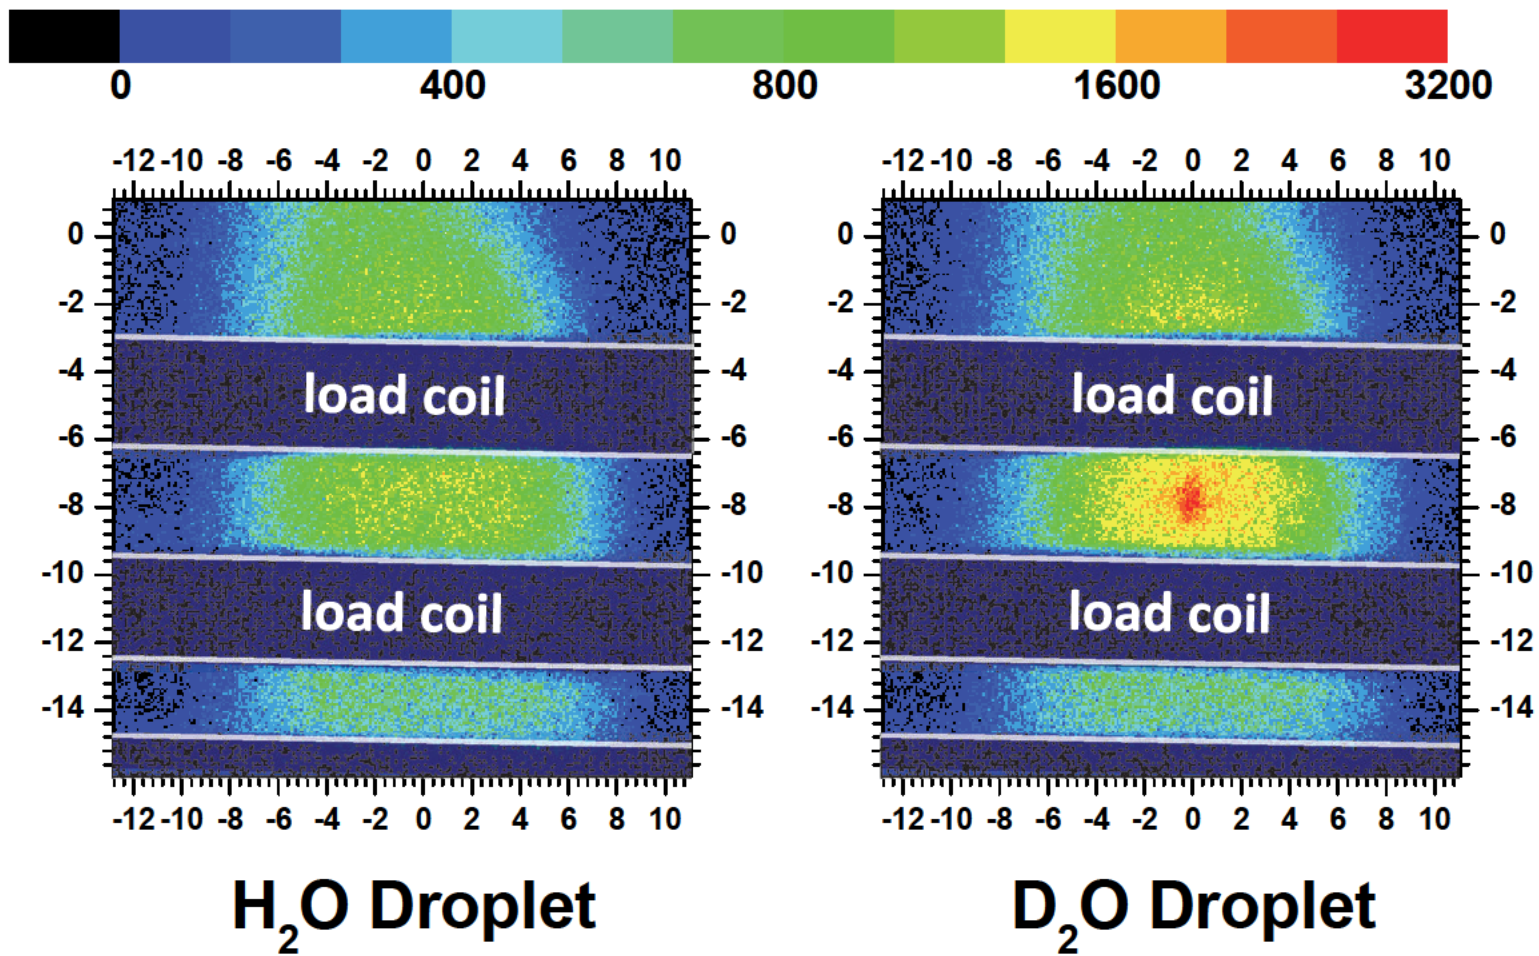 0 400 800 1600 3200
-12 -10 -8 -6 -4 -2 0 2 4 6 8 10 -12 -10 -8 -6 -4 -2 0 2 4 6 8 10
0 0 0 0
-2 -2 -2 -2
-4 -4 -4 -4
load coil load coil
-6 -6 -6 -6
-8 -8 -8 -8
-10 -10 -10 -10
load coil load coil
-12 -12 -12 -12
-14 -14 -14 -14
-12 -10 -8 -6 -4 -2 0 2 4 6 8 10 -12 -10 -8 -6 -4 -2 0 2 4 6 8 10
H₂O Droplet D₂O Droplet